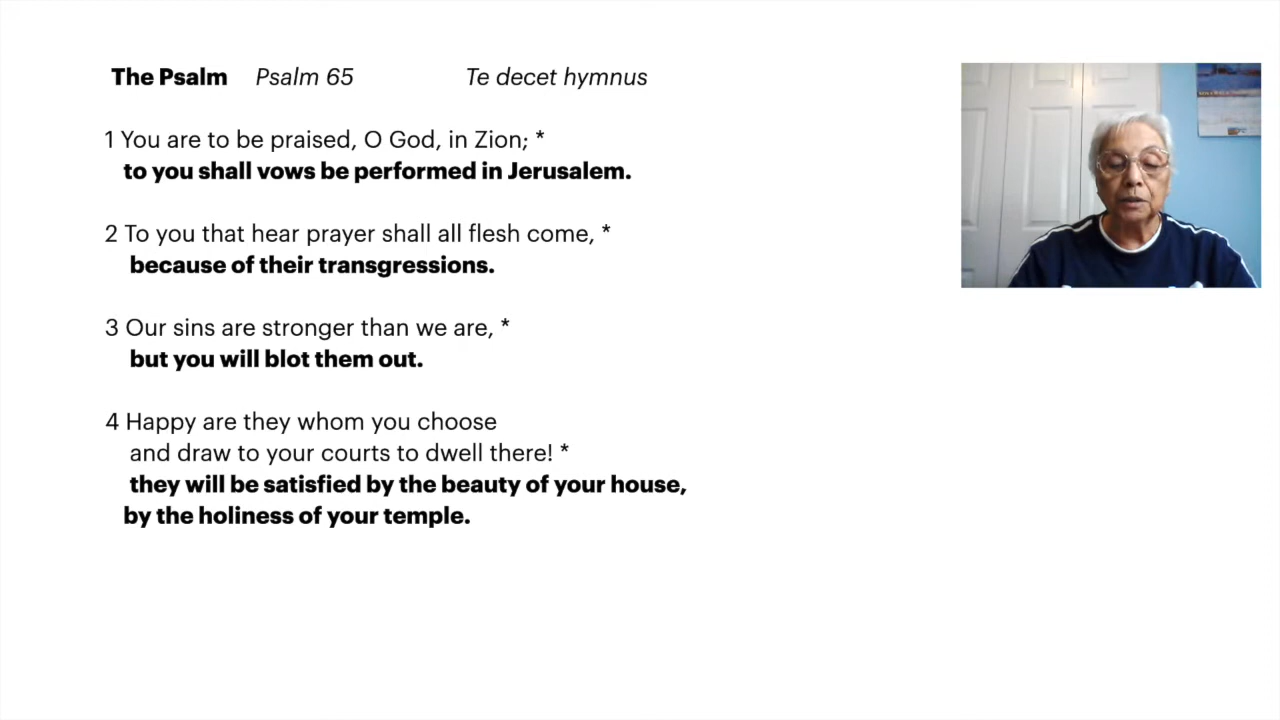 The Psalm Psalm 65 Te decet hymnus
1 You are to be praised, O God, in Zion; *
to you shall vows be performed in Jerusalem.
2 To you that hear prayer shall all flesh come, *
because of their transgressions.
3 Our sins are stronger than we are, *
but you will blot them out.
4 Happy are they whom you choose
and draw to your courts to dwell there! *
they will be satisfied by the beauty of your house,
by the holiness of your temple.